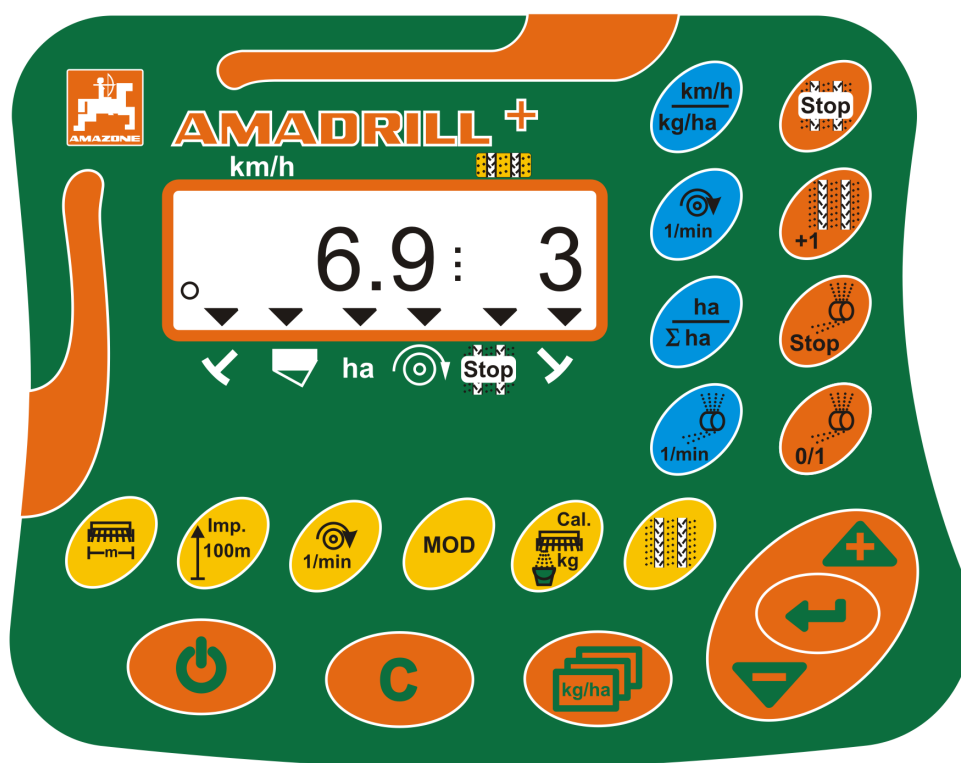 AMAZONE
AMADRILL+
km/h
6.9 : 3
ha
Stop
km/h
kg/ha
Stop
1/min
+1
ha
Σ ha
Stop
1/min
0/1
m
Imp.
100m
1/min
MOD
Cal.
kg
C
kg/ha
+
−